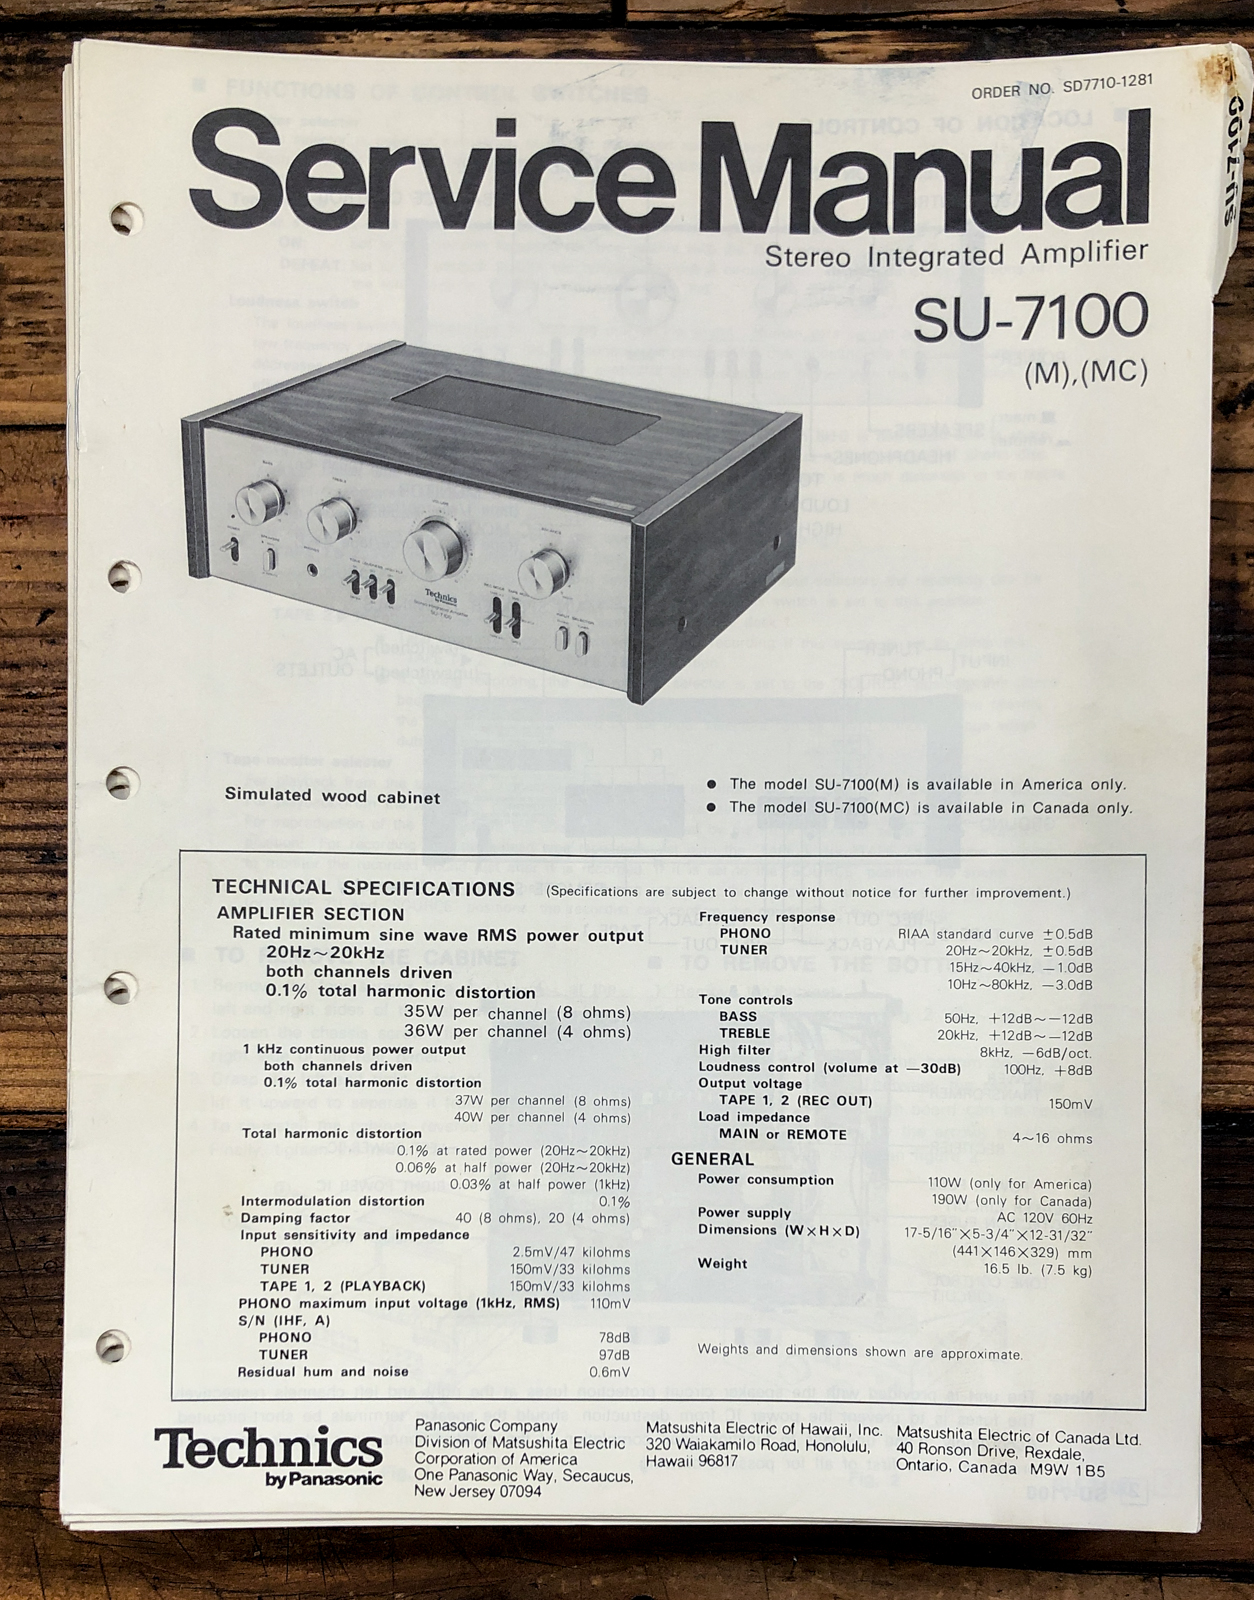 ORDER NO. SD7710-1281
SU-7100
Service Manual
Stereo Integrated Amplifier
SU-7100
(M),(MC)
Technics
Stereo Integrated Amplifier
SU-7100
Simulated wood cabinet
● The model SU-7100(M) is available in America only.
● The model SU-7100(MC) is available in Canada only.
TECHNICAL SPECIFICATIONS (Specifications are subject to change without notice for further improvement.)
AMPLIFIER SECTION
Rated minimum sine wave RMS power output
20Hz~20kHz
both channels driven
0.1% total harmonic distortion
35W per channel (8 ohms)
36W per channel (4 ohms)
1 kHz continuous power output
both channels driven
0.1% total harmonic distortion
37W per channel (8 ohms)
40W per channel (4 ohms)
Total harmonic distortion
0.1% at rated power (20Hz~20kHz)
0.06% at half power (20Hz~20kHz)
0.03% at half power (1kHz)
Intermodulation distortion 0.1%
Damping factor 40 (8 ohms), 20 (4 ohms)
Input sensitivity and impedance
PHONO 2.5mV/47 kilohms
TUNER 150mV/33 kilohms
TAPE 1, 2 (PLAYBACK) 150mV/33 kilohms
PHONO maximum input voltage (1kHz, RMS) 110mV
S/N (IHF, A)
PHONO 78dB
TUNER 97dB
Residual hum and noise 0.6mV
Frequency response
PHONO RIAA standard curve ±0.5dB
TUNER 20Hz~20kHz, ±0.5dB
15Hz~40kHz, −1.0dB
10Hz~80kHz, −3.0dB
Tone controls
BASS 50Hz, +12dB~−12dB
TREBLE 20kHz, +12dB~−12dB
High filter 8kHz, −6dB/oct.
Loudness control (volume at −30dB) 100Hz, +8dB
Output voltage
TAPE 1, 2 (REC OUT) 150mV
Load impedance
MAIN or REMOTE 4~16 ohms
GENERAL
Power consumption 110W (only for America)
190W (only for Canada)
Power supply AC 120V 60Hz
Dimensions (W×H×D) 17-5/16"×5-3/4"×12-31/32"
(441×146×329) mm
Weight 16.5 lb. (7.5 kg)
Weights and dimensions shown are approximate.
Technics
by Panasonic
Panasonic Company
Division of Matsushita Electric
Corporation of America
One Panasonic Way, Secaucus,
New Jersey 07094
Matsushita Electric of Hawaii, Inc.
320 Waiakamilo Road, Honolulu,
Hawaii 96817
Matsushita Electric of Canada Ltd.
40 Ronson Drive, Rexdale,
Ontario, Canada M9W 1B5